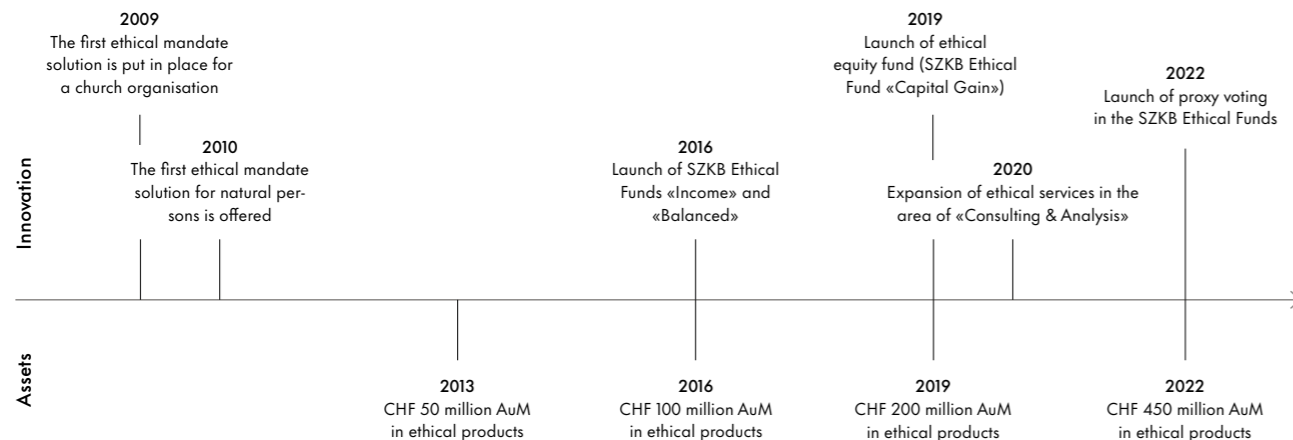 2009
The first ethical mandate
solution is put in place for
a church organisation
2010
The first ethical mandate
solution for natural per-
sons is offered
2016
Launch of SZKB Ethical
Funds «Income» and
«Balanced»
2019
Launch of ethical
equity fund (SZKB Ethical
Fund «Capital Gain»)
2020
Expansion of ethical services in the
area of «Consulting & Analysis»
2022
Launch of proxy voting
in the SZKB Ethical Funds
Innovation
Assets
2013
CHF 50 million AuM
in ethical products
2016
CHF 100 million AuM
in ethical products
2019
CHF 200 million AuM
in ethical products
2022
CHF 450 million AuM
in ethical products